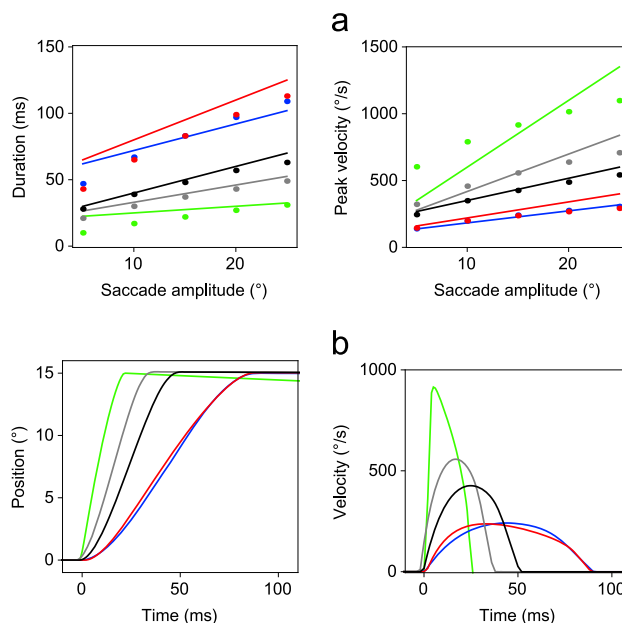 a
150
100
50
0
Duration (ms)
10
20
Saccade amplitude (°)
1500
1000
500
0
Peak velocity (°/s)
10
20
Saccade amplitude (°)
b
15
10
5
0
Position (°)
0
50
100
Time (ms)
1000
500
0
Velocity (°/s)
0
50
100
Time (ms)